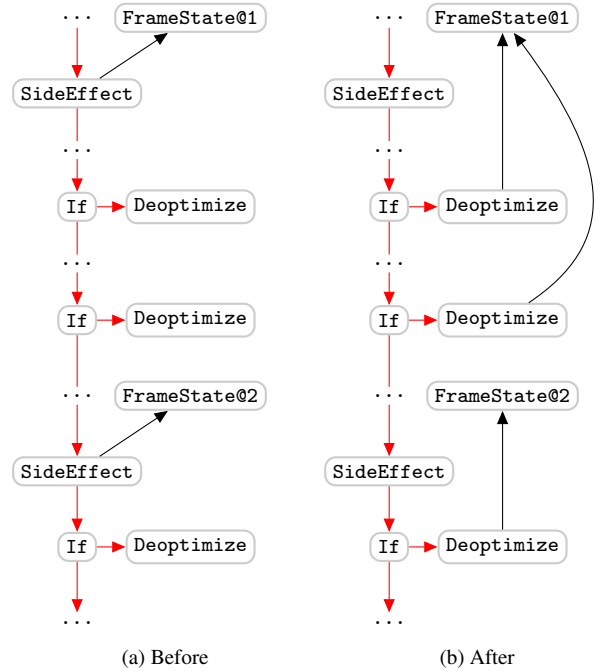 ... FrameState@1
SideEffect
...
If Deoptimize
...
If Deoptimize
... FrameState@2
SideEffect
If Deoptimize
...
(a) Before
... FrameState@1
SideEffect
...
If Deoptimize
...
If Deoptimize
... FrameState@2
SideEffect
If Deoptimize
...
(b) After